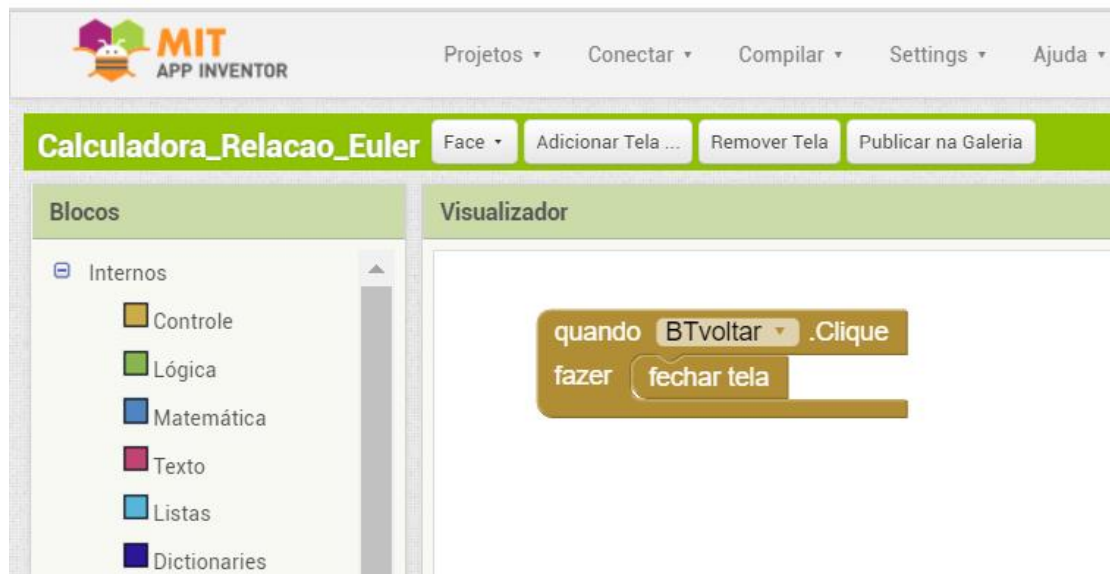 MIT
APP INVENTOR
Projetos Conectar Compilar Settings Ajuda
Calculadora_Relacao_Euler Face Adicionar Tela ... Remover Tela Publicar na Galeria
Blocos
Visualizador
Internos
Controle
Lógica
Matemática
Texto
Listas
Dictionaries
quando BTvoltar .Clique
fazer fechar tela